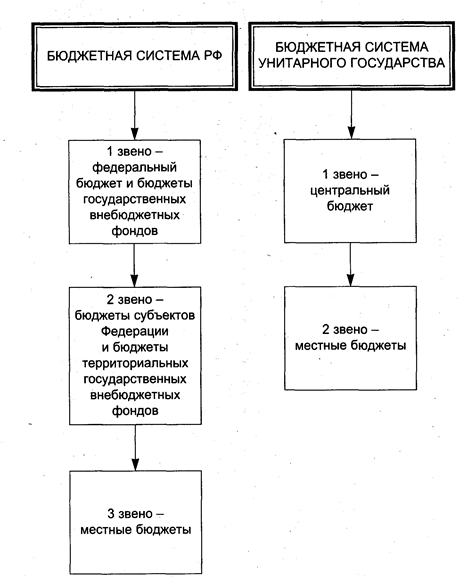 БЮДЖЕТНАЯ СИСТЕМА РФ
1 звено –
федеральный
бюджет и бюджеты
государственных
внебюджетных
фондов
2 звено –
бюджеты субъектов
Федерации
и бюджеты
территориальных
государственных
внебюджетных
фондов
3 звено –
местные бюджеты
БЮДЖЕТНАЯ СИСТЕМА
УНИТАРНОГО ГОСУДАРСТВА
1 звено –
центральный
бюджет
2 звено –
местные бюджеты